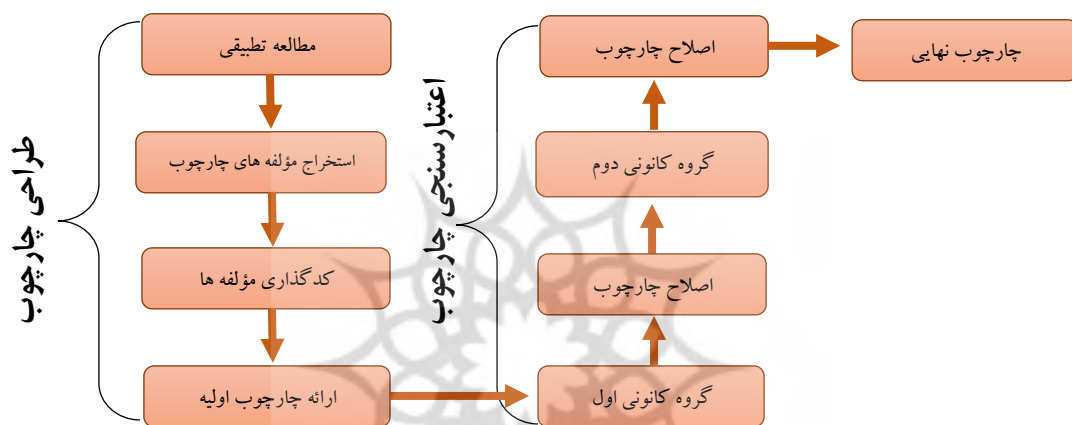 طراحی چارچوب
مطالعه تطبیقی
استخراج مؤلفه های چارچوب
کدگذاری مؤلفه ها
ارائه چارچوب اولیه
اعتبارسنجی چارچوب
گروه کانونی اول
اصلاح چارچوب
گروه کانونی دوم
اصلاح چارچوب
چارچوب نهایی